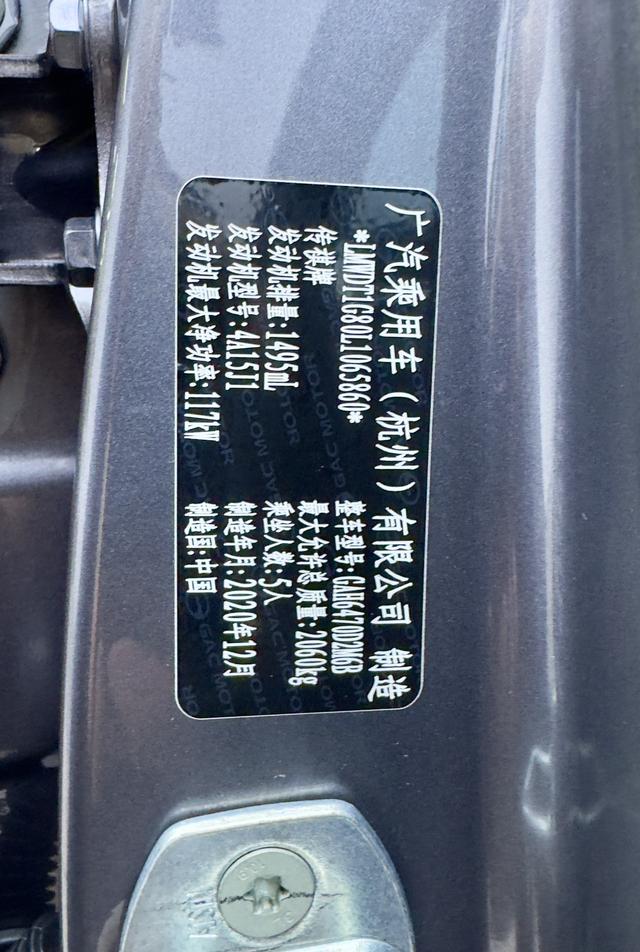 广汽乘用车（杭州）有限公司 制造
*LMWDT1G80L1065860*
整车型号:GAH6470D2M6B
传祺牌
最大允许总质量:2060kg
发动机排量:1495mL
乘坐人数:5人
发动机型号:4A15J1
制造年月:2020年12月
发动机最大净功率:117kW
制造国:中国
GAC MOTOR